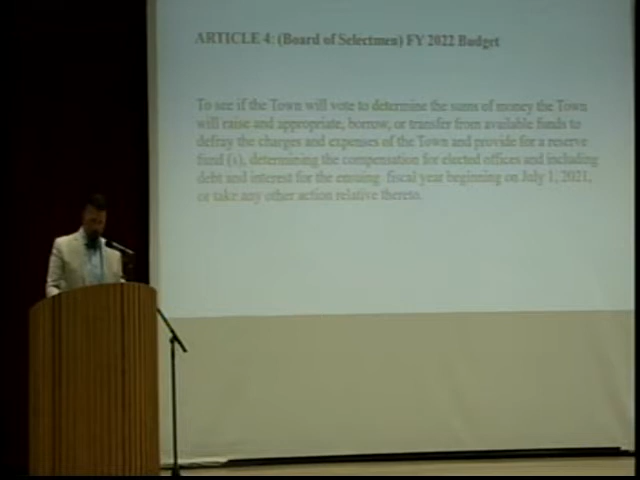 ARTICLE 4: (Board of Selectmen) FY 2022 Budget
To see if the Town will vote to determine the sums of money the Town
will raise and appropriate, borrow, or transfer from available funds to
defray the charges and expenses of the Town and provide for a reserve
fund (s), determining the compensation for elected offices and including
debt and interest for the ensuing fiscal year beginning on July 1, 2021,
or take any other action relative thereto.